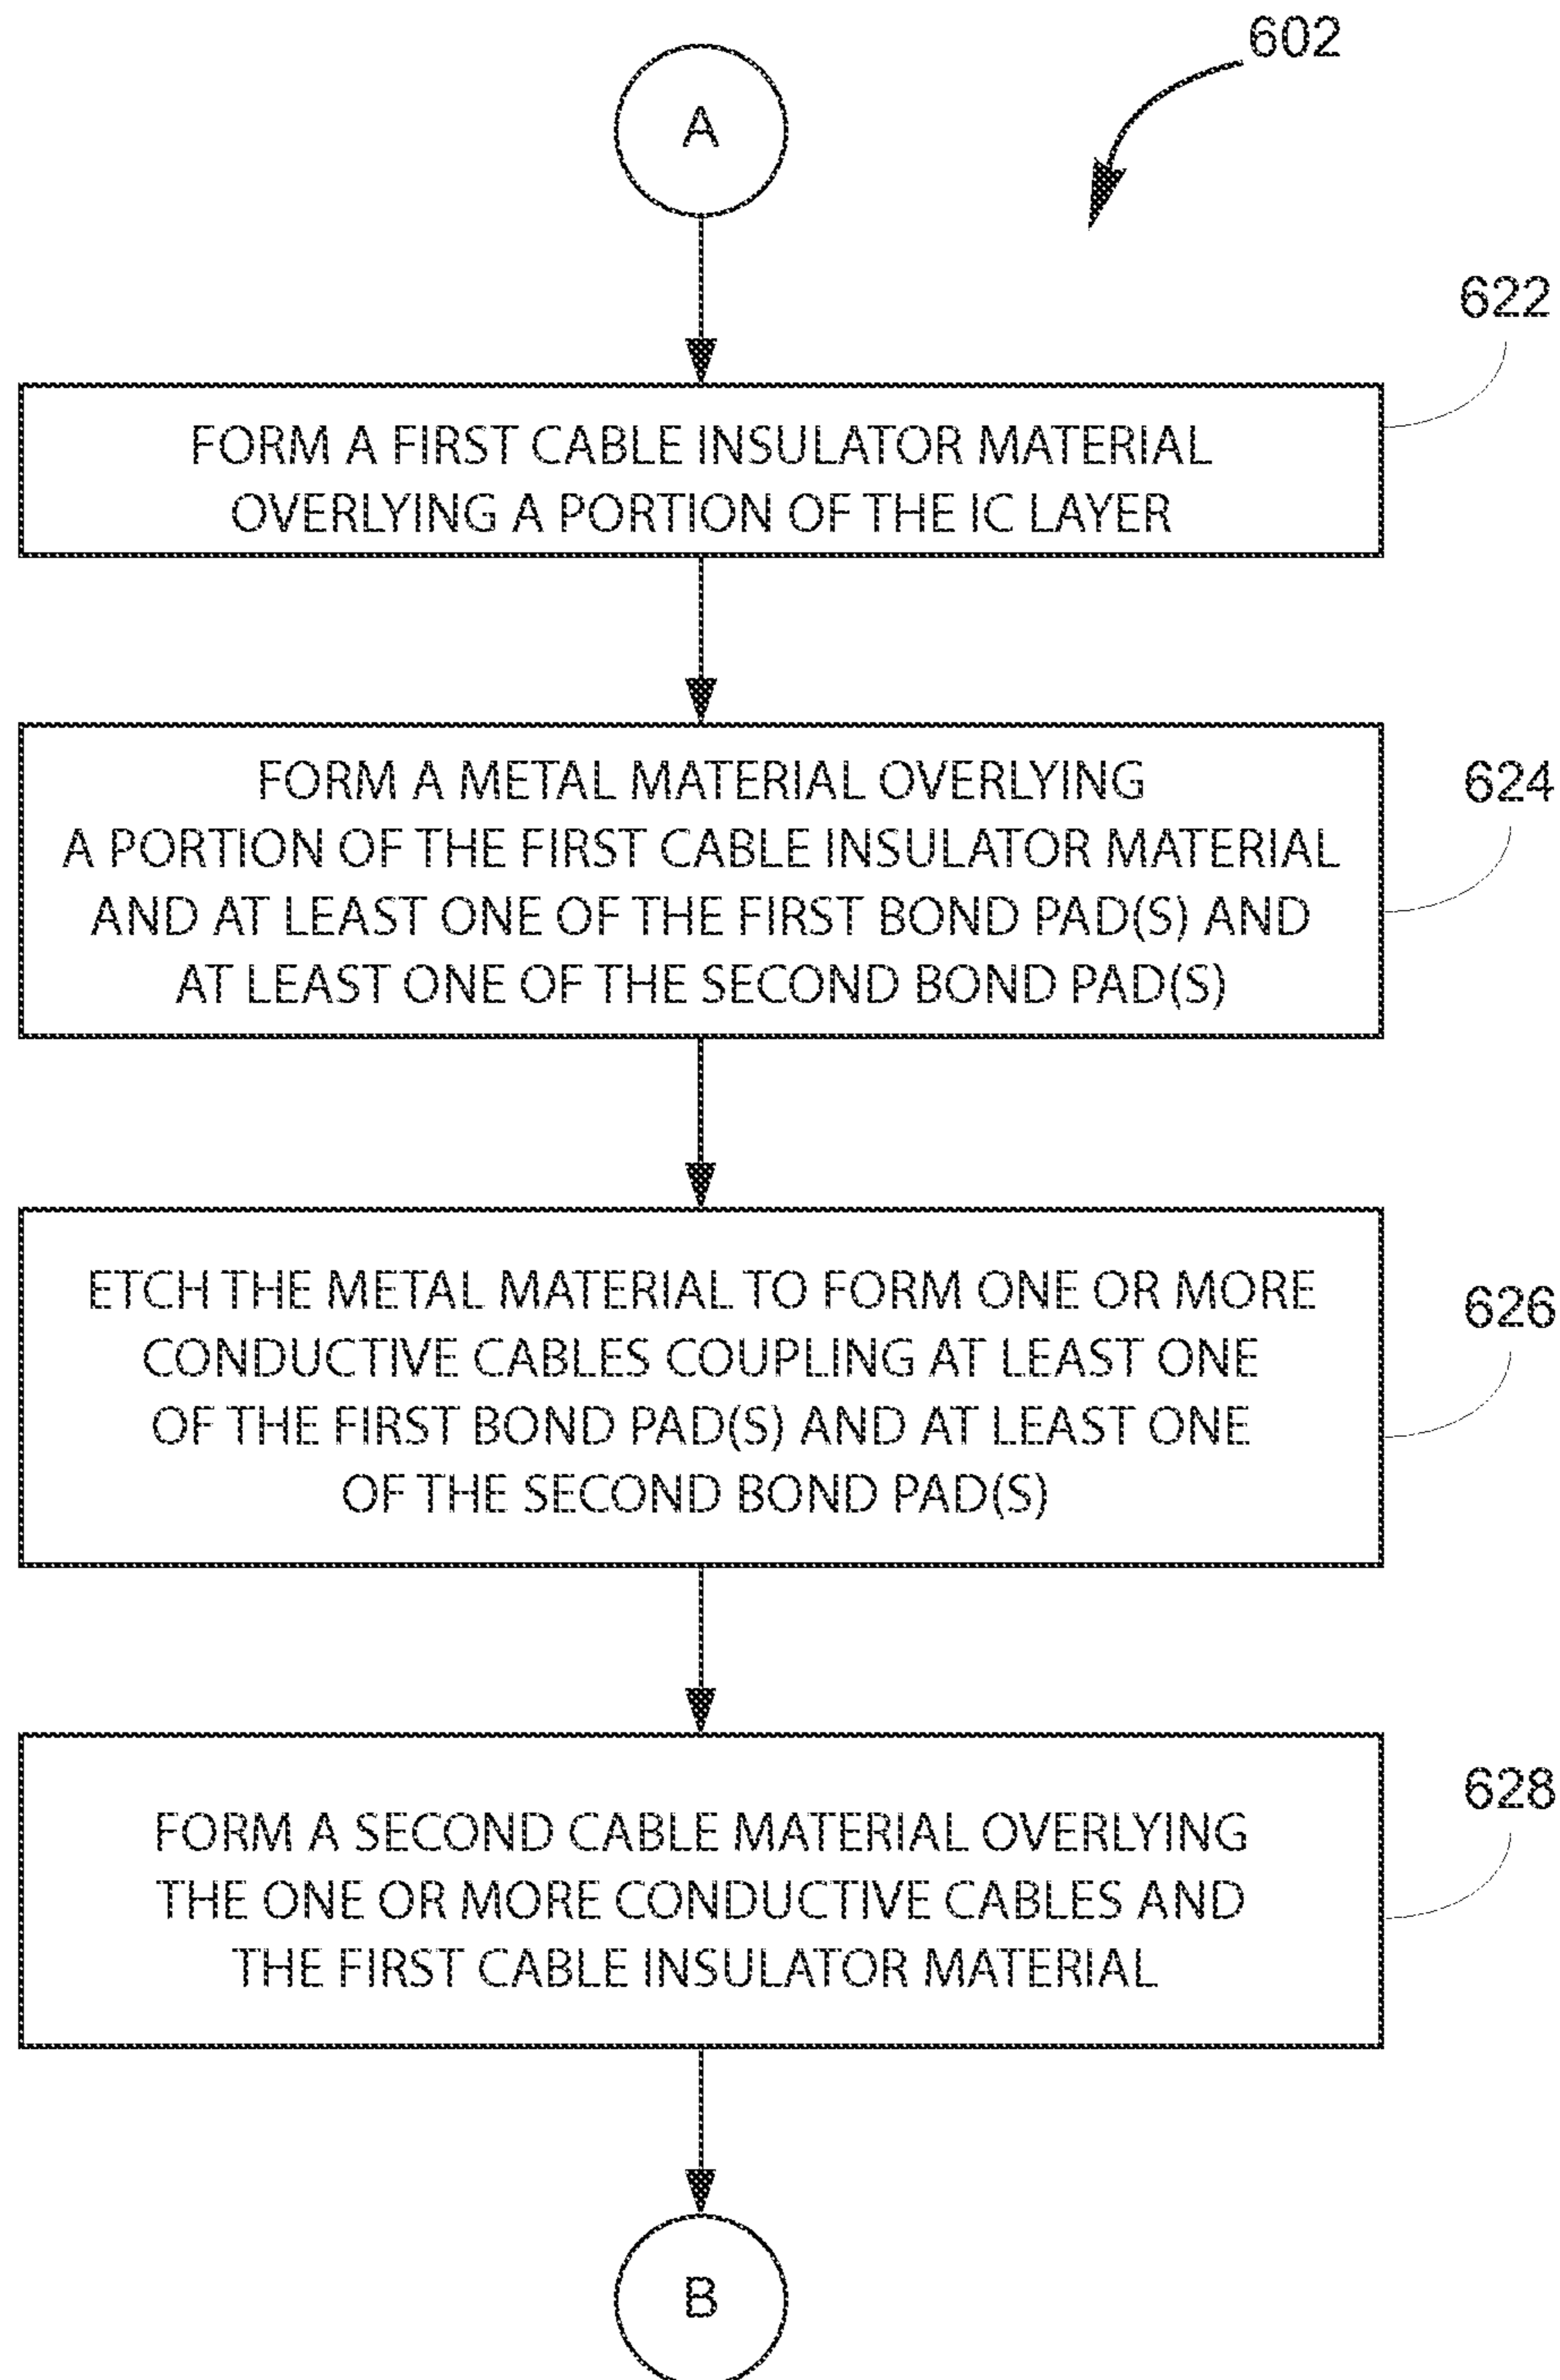 602
A
622
FORM A FIRST CABLE INSULATOR MATERIAL
OVERLYING A PORTION OF THE IC LAYER
624
FORM A METAL MATERIAL OVERLYING
A PORTION OF THE FIRST CABLE INSULATOR MATERIAL
AND AT LEAST ONE OF THE FIRST BOND PAD(S) AND
AT LEAST ONE OF THE SECOND BOND PAD(S)
626
ETCH THE METAL MATERIAL TO FORM ONE OR MORE
CONDUCTIVE CABLES COUPLING AT LEAST ONE
OF THE FIRST BOND PAD(S) AND AT LEAST ONE
OF THE SECOND BOND PAD(S)
628
FORM A SECOND CABLE MATERIAL OVERLYING
THE ONE OR MORE CONDUCTIVE CABLES AND
THE FIRST CABLE INSULATOR MATERIAL
B